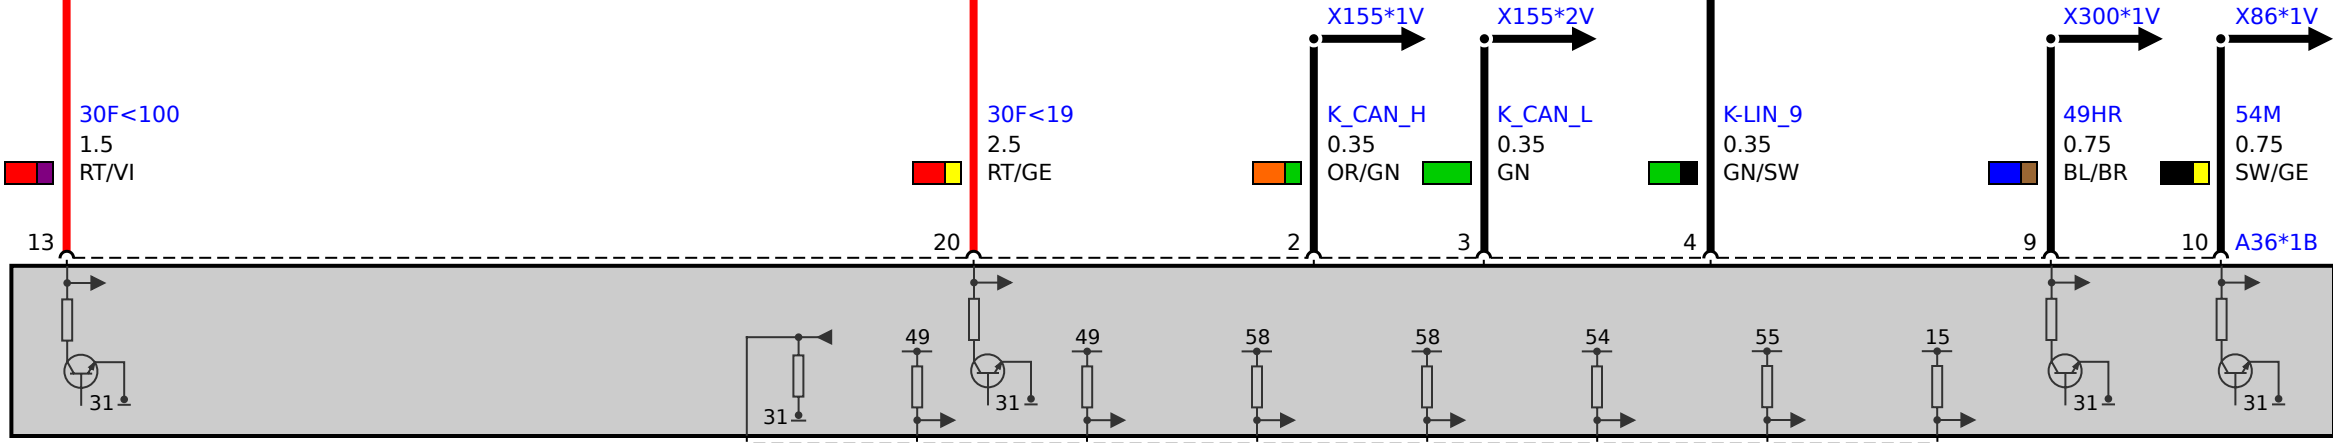 X155*1V
X155*2V
X300*1V
X86*1V
30F<100
1.5
RT/VI
30F<19
2.5
RT/GE
K_CAN_H
0.35
OR/GN
K_CAN_L
0.35
GN
K-LIN_9
0.35
GN/SW
49HR
0.75
BL/BR
54M
0.75
SW/GE
13
20
2
3
4
9
10
A36*1B
49
49
58
58
54
55
15
31
31
31
31
31